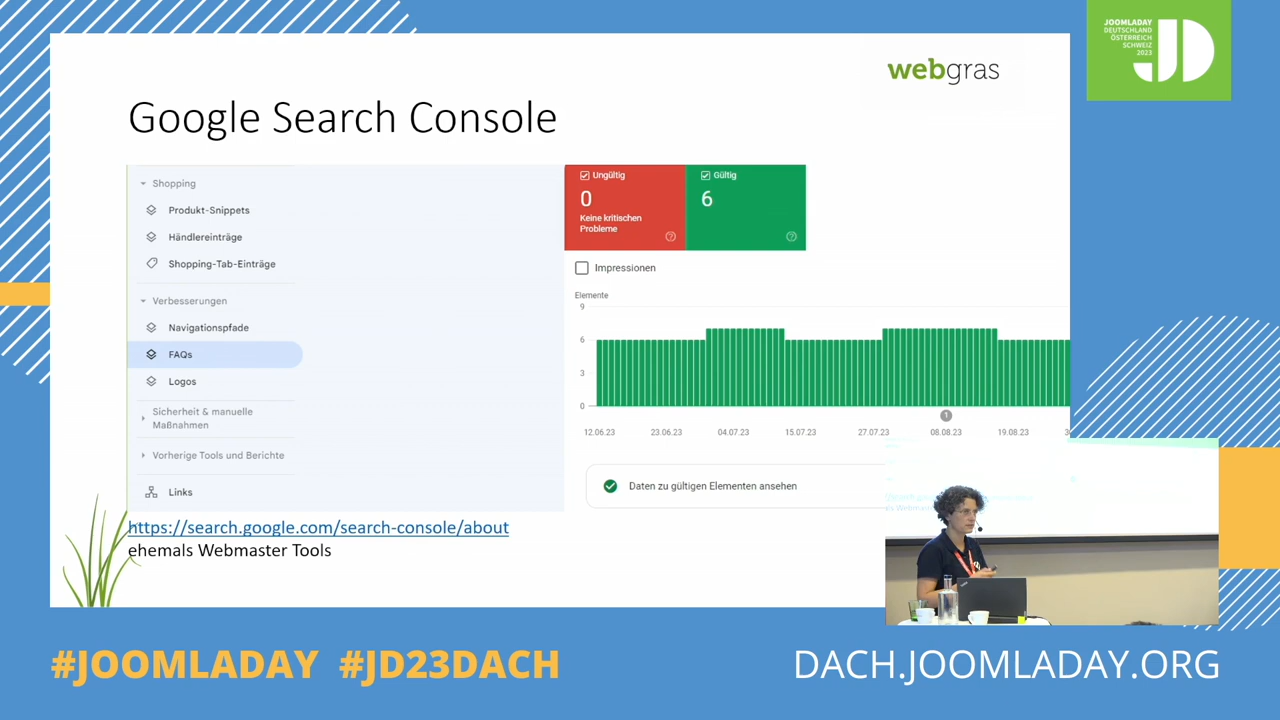 JOOMLADAY
DEUTSCHLAND
ÖSTERREICH
SCHWEIZ
2023
JD
webgras
Google Search Console
Shopping
Produkt-Snippets
Händlereinträge
Shopping-Tab-Einträge
Verbesserungen
Navigationspfade
FAQs
Logos
Sicherheit & manuelle
Maßnahmen
Vorherige Tools und Berichte
Links
Ungültig
0
Keine kritischen
Probleme
Gültig
6
Impressionen
Elemente
9
6
3
0
1
12.06.23 23.06.23 04.07.23 15.07.23 27.07.23 08.08.23 19.08.23
Daten zu gültigen Elementen ansehen
https://search.google.com/search-console/about
ehemals Webmaster Tools
#JOOMLADAY #JD23DACH
DACH.JOOMLADAY.ORG